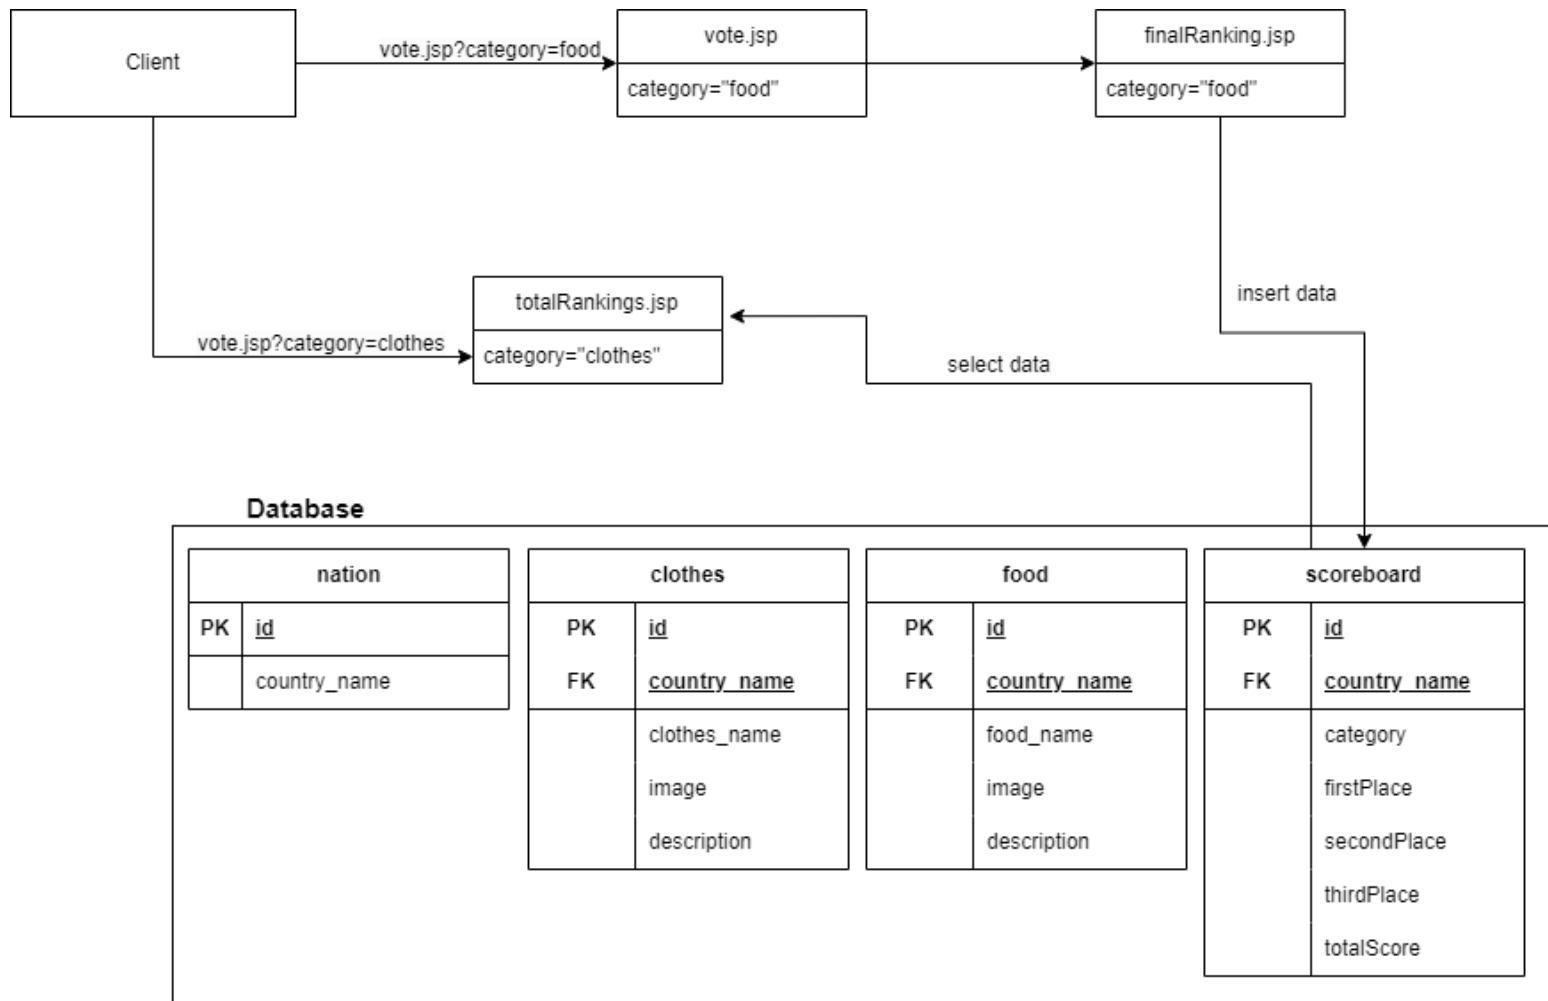 Client
vote.jsp?category=food
vote.jsp
category="food"
finalRanking.jsp
category="food"
insert data
totalRankings.jsp
category="clothes"
vote.jsp?category=clothes
select data
Database
nation
PK id
country_name
clothes
PK id
FK country_name
clothes_name
image
description
food
PK id
FK country_name
food_name
image
description
scoreboard
PK id
FK country_name
category
firstPlace
secondPlace
thirdPlace
totalScore